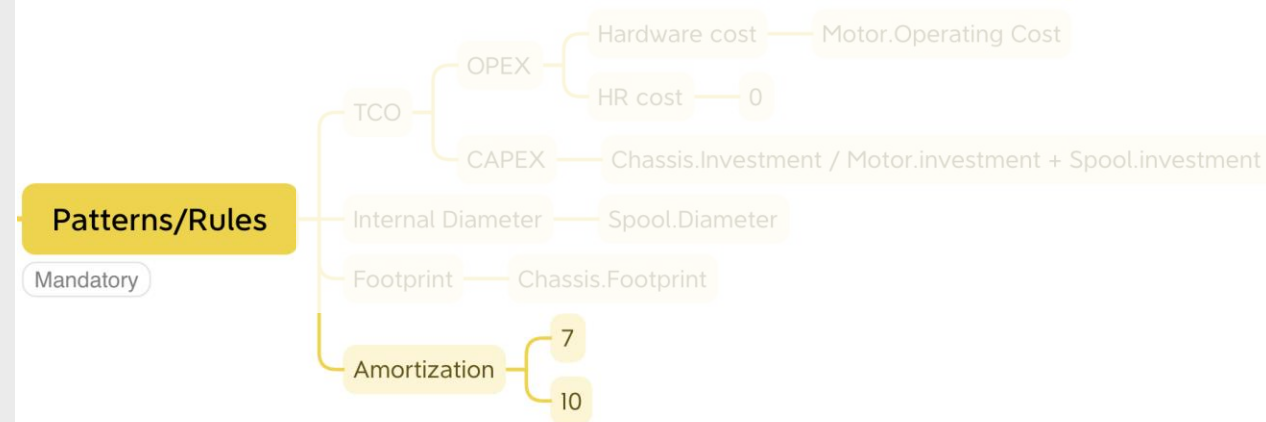 Hardware cost
Motor.Operating Cost
OPEX
HR cost
0
TCO
CAPEX
Chassis.Investment / Motor.investment + Spool.investment
Patterns/Rules
Internal Diameter
Spool.Diameter
Mandatory
Footprint
Chassis.Footprint
7
Amortization
10